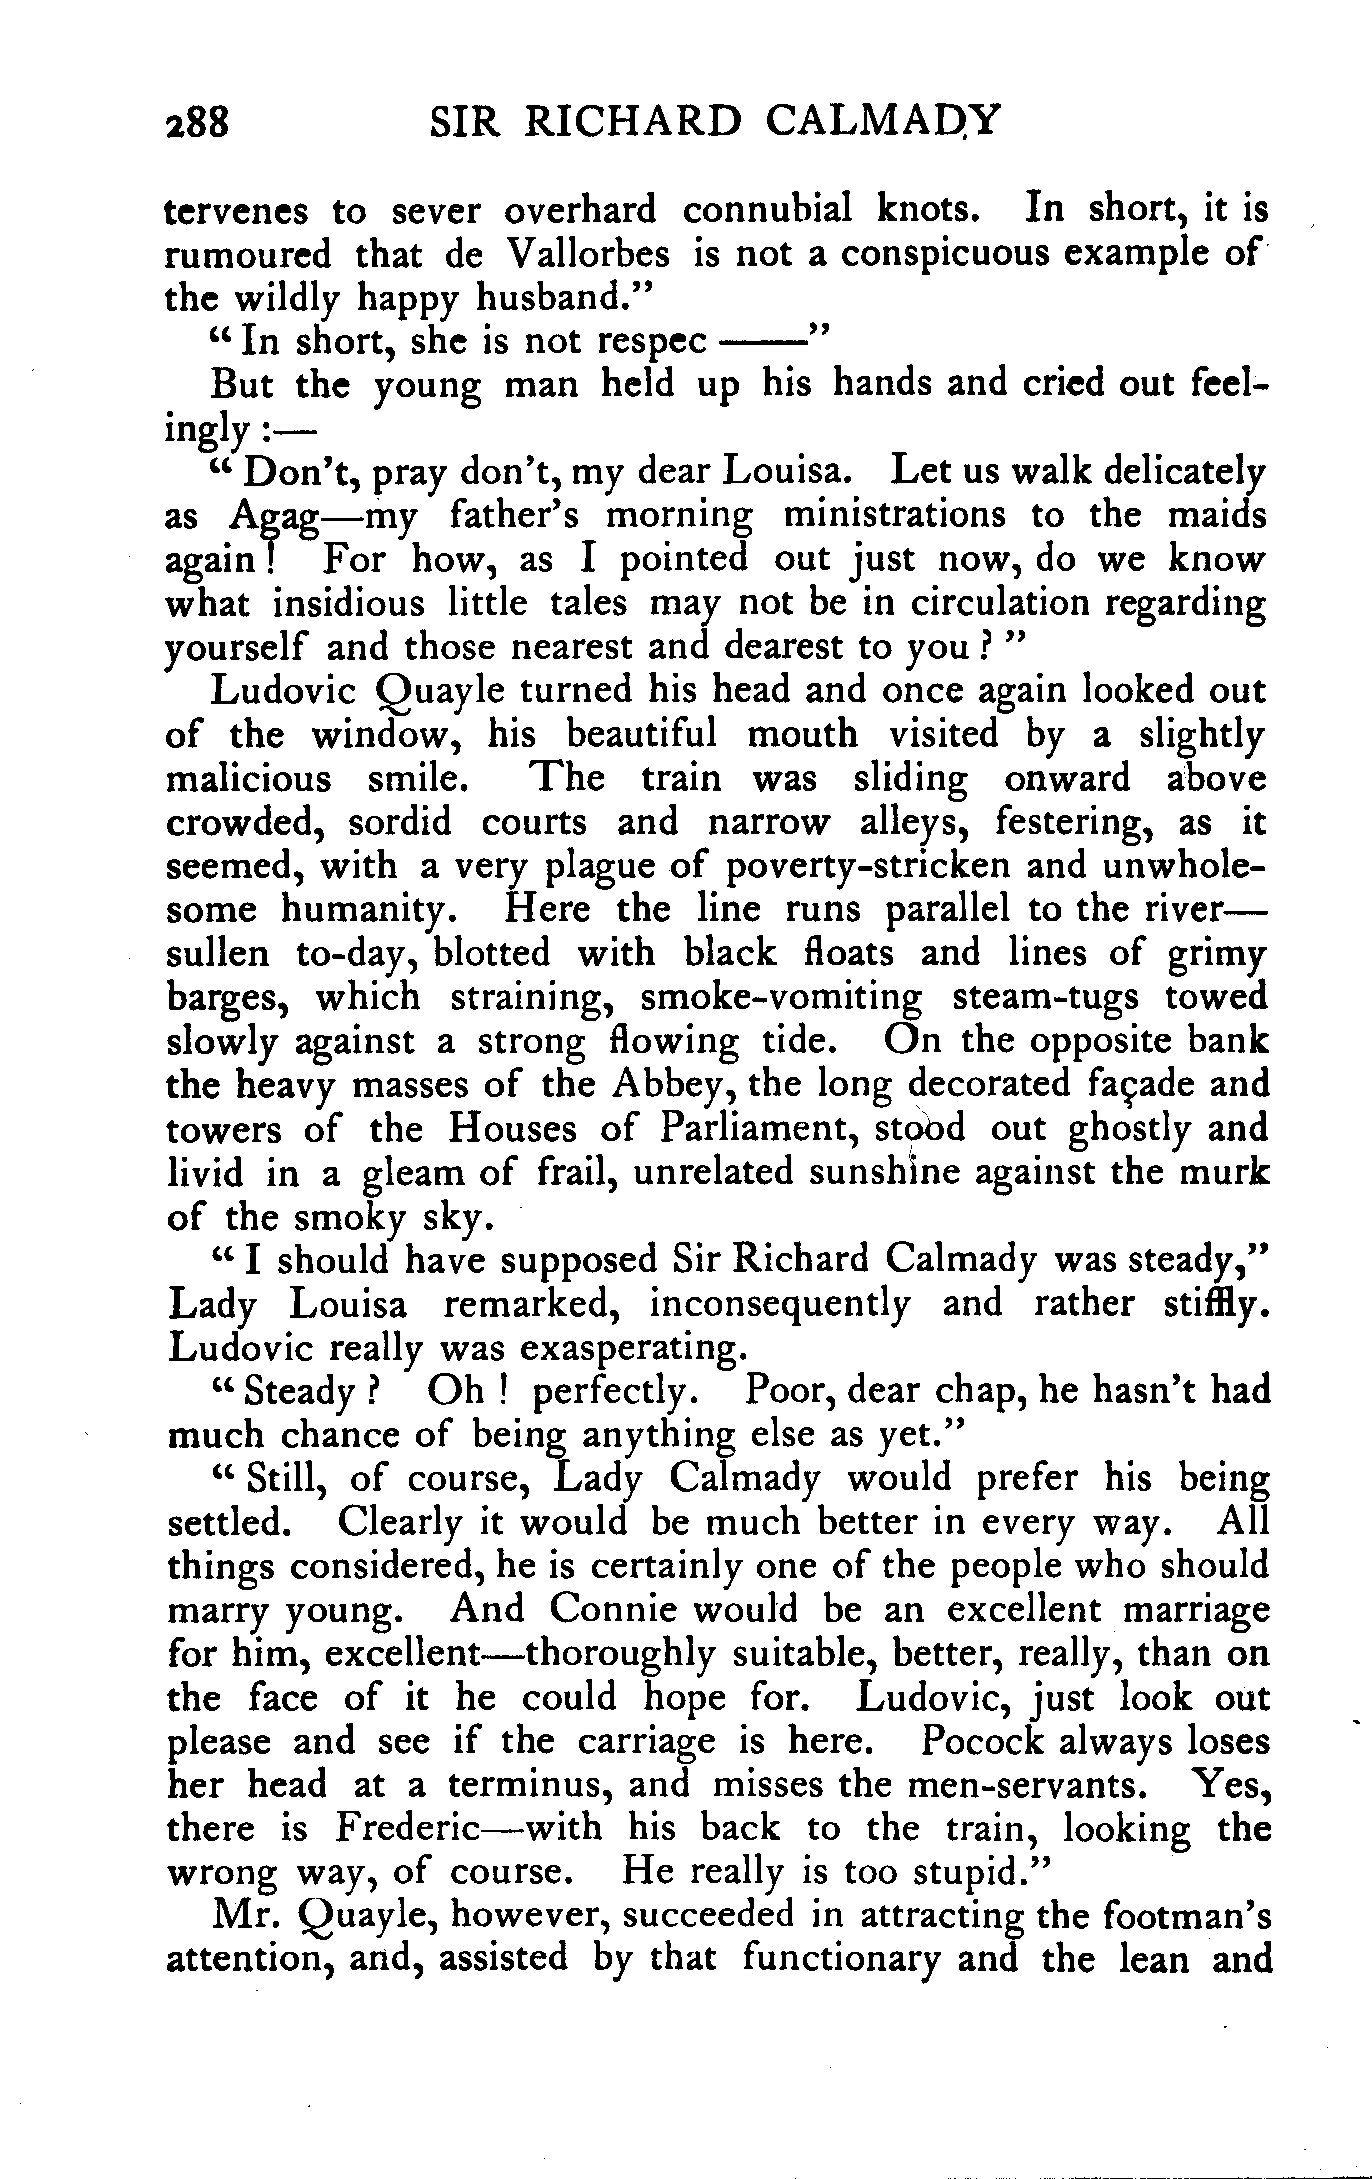 288 SIR RICHARD CALMADY
tervenes to sever overhard connubial knots. In short, it is
rumoured that de Vallorbes is not a conspicuous example of
the wildly happy husband."
"In short, she is not respec ——"
But the young man held up his hands and cried out feel-
ingly :—
"Don't, pray don't, my dear Louisa. Let us walk delicately
as Agag—my father's morning ministrations to the maids
again! For how, as I pointed out just now, do we know
what insidious little tales may not be in circulation regarding
yourself and those nearest and dearest to you?"
Ludovic Quayle turned his head and once again looked out
of the window, his beautiful mouth visited by a slightly
malicious smile. The train was sliding onward above
crowded, sordid courts and narrow alleys, festering, as it
seemed, with a very plague of poverty-stricken and unwhole-
some humanity. Here the line runs parallel to the river—
sullen to-day, blotted with black floats and lines of grimy
barges, which straining, smoke-vomiting steam-tugs towed
slowly against a strong flowing tide. On the opposite bank
the heavy masses of the Abbey, the long decorated façade and
towers of the Houses of Parliament, stood out ghostly and
livid in a gleam of frail, unrelated sunshine against the murk
of the smoky sky.
"I should have supposed Sir Richard Calmady was steady,"
Lady Louisa remarked, inconsequently and rather stiffly.
Ludovic really was exasperating.
"Steady? Oh! perfectly. Poor, dear chap, he hasn't had
much chance of being anything else as yet."
"Still, of course, Lady Calmady would prefer his being
settled. Clearly it would be much better in every way. All
things considered, he is certainly one of the people who should
marry young. And Connie would be an excellent marriage
for him, excellent—thoroughly suitable, better, really, than on
the face of it he could hope for. Ludovic, just look out
please and see if the carriage is here. Pocock always loses
her head at a terminus, and misses the men-servants. Yes,
there is Frederic—with his back to the train, looking the
wrong way, of course. He really is too stupid."
Mr. Quayle, however, succeeded in attracting the footman's
attention, and, assisted by that functionary and the lean and